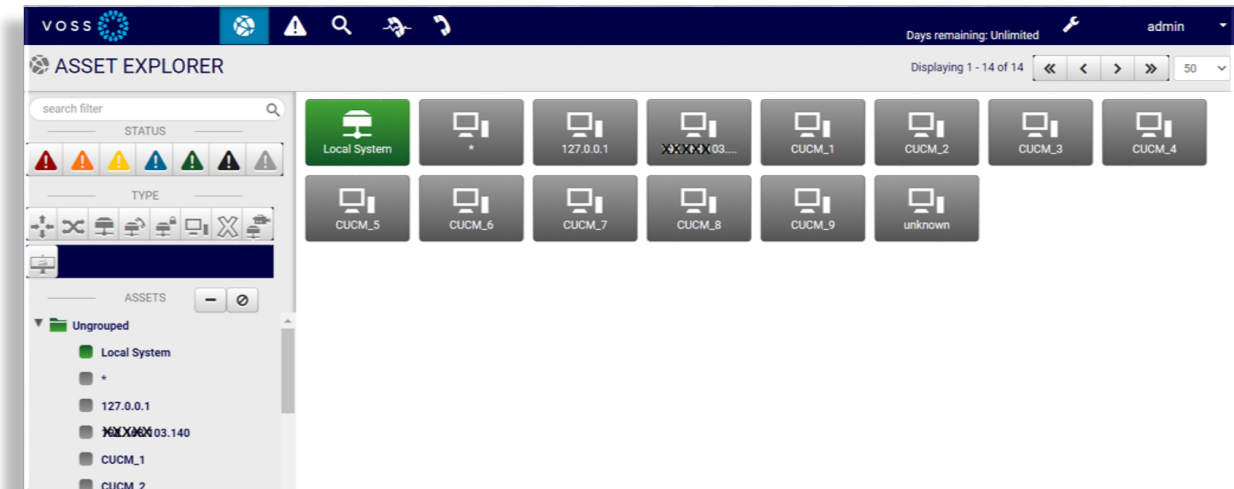 VOSS
Days remaining: Unlimited
admin
ASSET EXPLORER
Displaying 1 - 14 of 14
50
search filter
STATUS
TYPE
ASSETS
Ungrouped
Local System
*
127.0.0.1
XXXXX103.140
CUCM_1
CUCM_2
Local System
*
127.0.0.1
XXXXX03....
CUCM_1
CUCM_2
CUCM_3
CUCM_4
CUCM_5
CUCM_6
CUCM_7
CUCM_8
CUCM_9
unknown